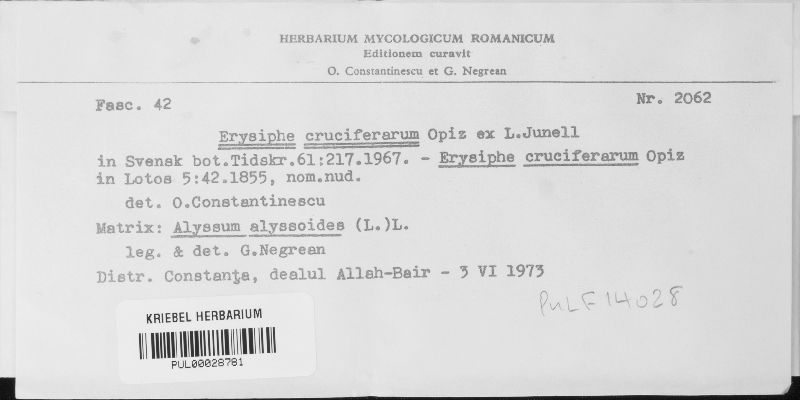 HERBARIUM MYCOLOGICUM ROMANICUM
Editionem curavit
O. Constantinescu et G. Negrean
Fasc. 42
Nr. 2062
Erysiphe cruciferarum Opiz ex L.Junell
in Svensk bot.Tidskr.61:217.1967. - Erysiphe cruciferarum Opiz
in Lotos 5:42.1855, nom.nud.
det. O.Constantinescu
Matrix: Alyssum alyssoides (L.)L.
leg. & det. G.Negrean
Distr. Constanţa, dealul Allah-Bair - 3 VI 1973
PuLF14028
KRIEBEL HERBARIUM
PUL00028781